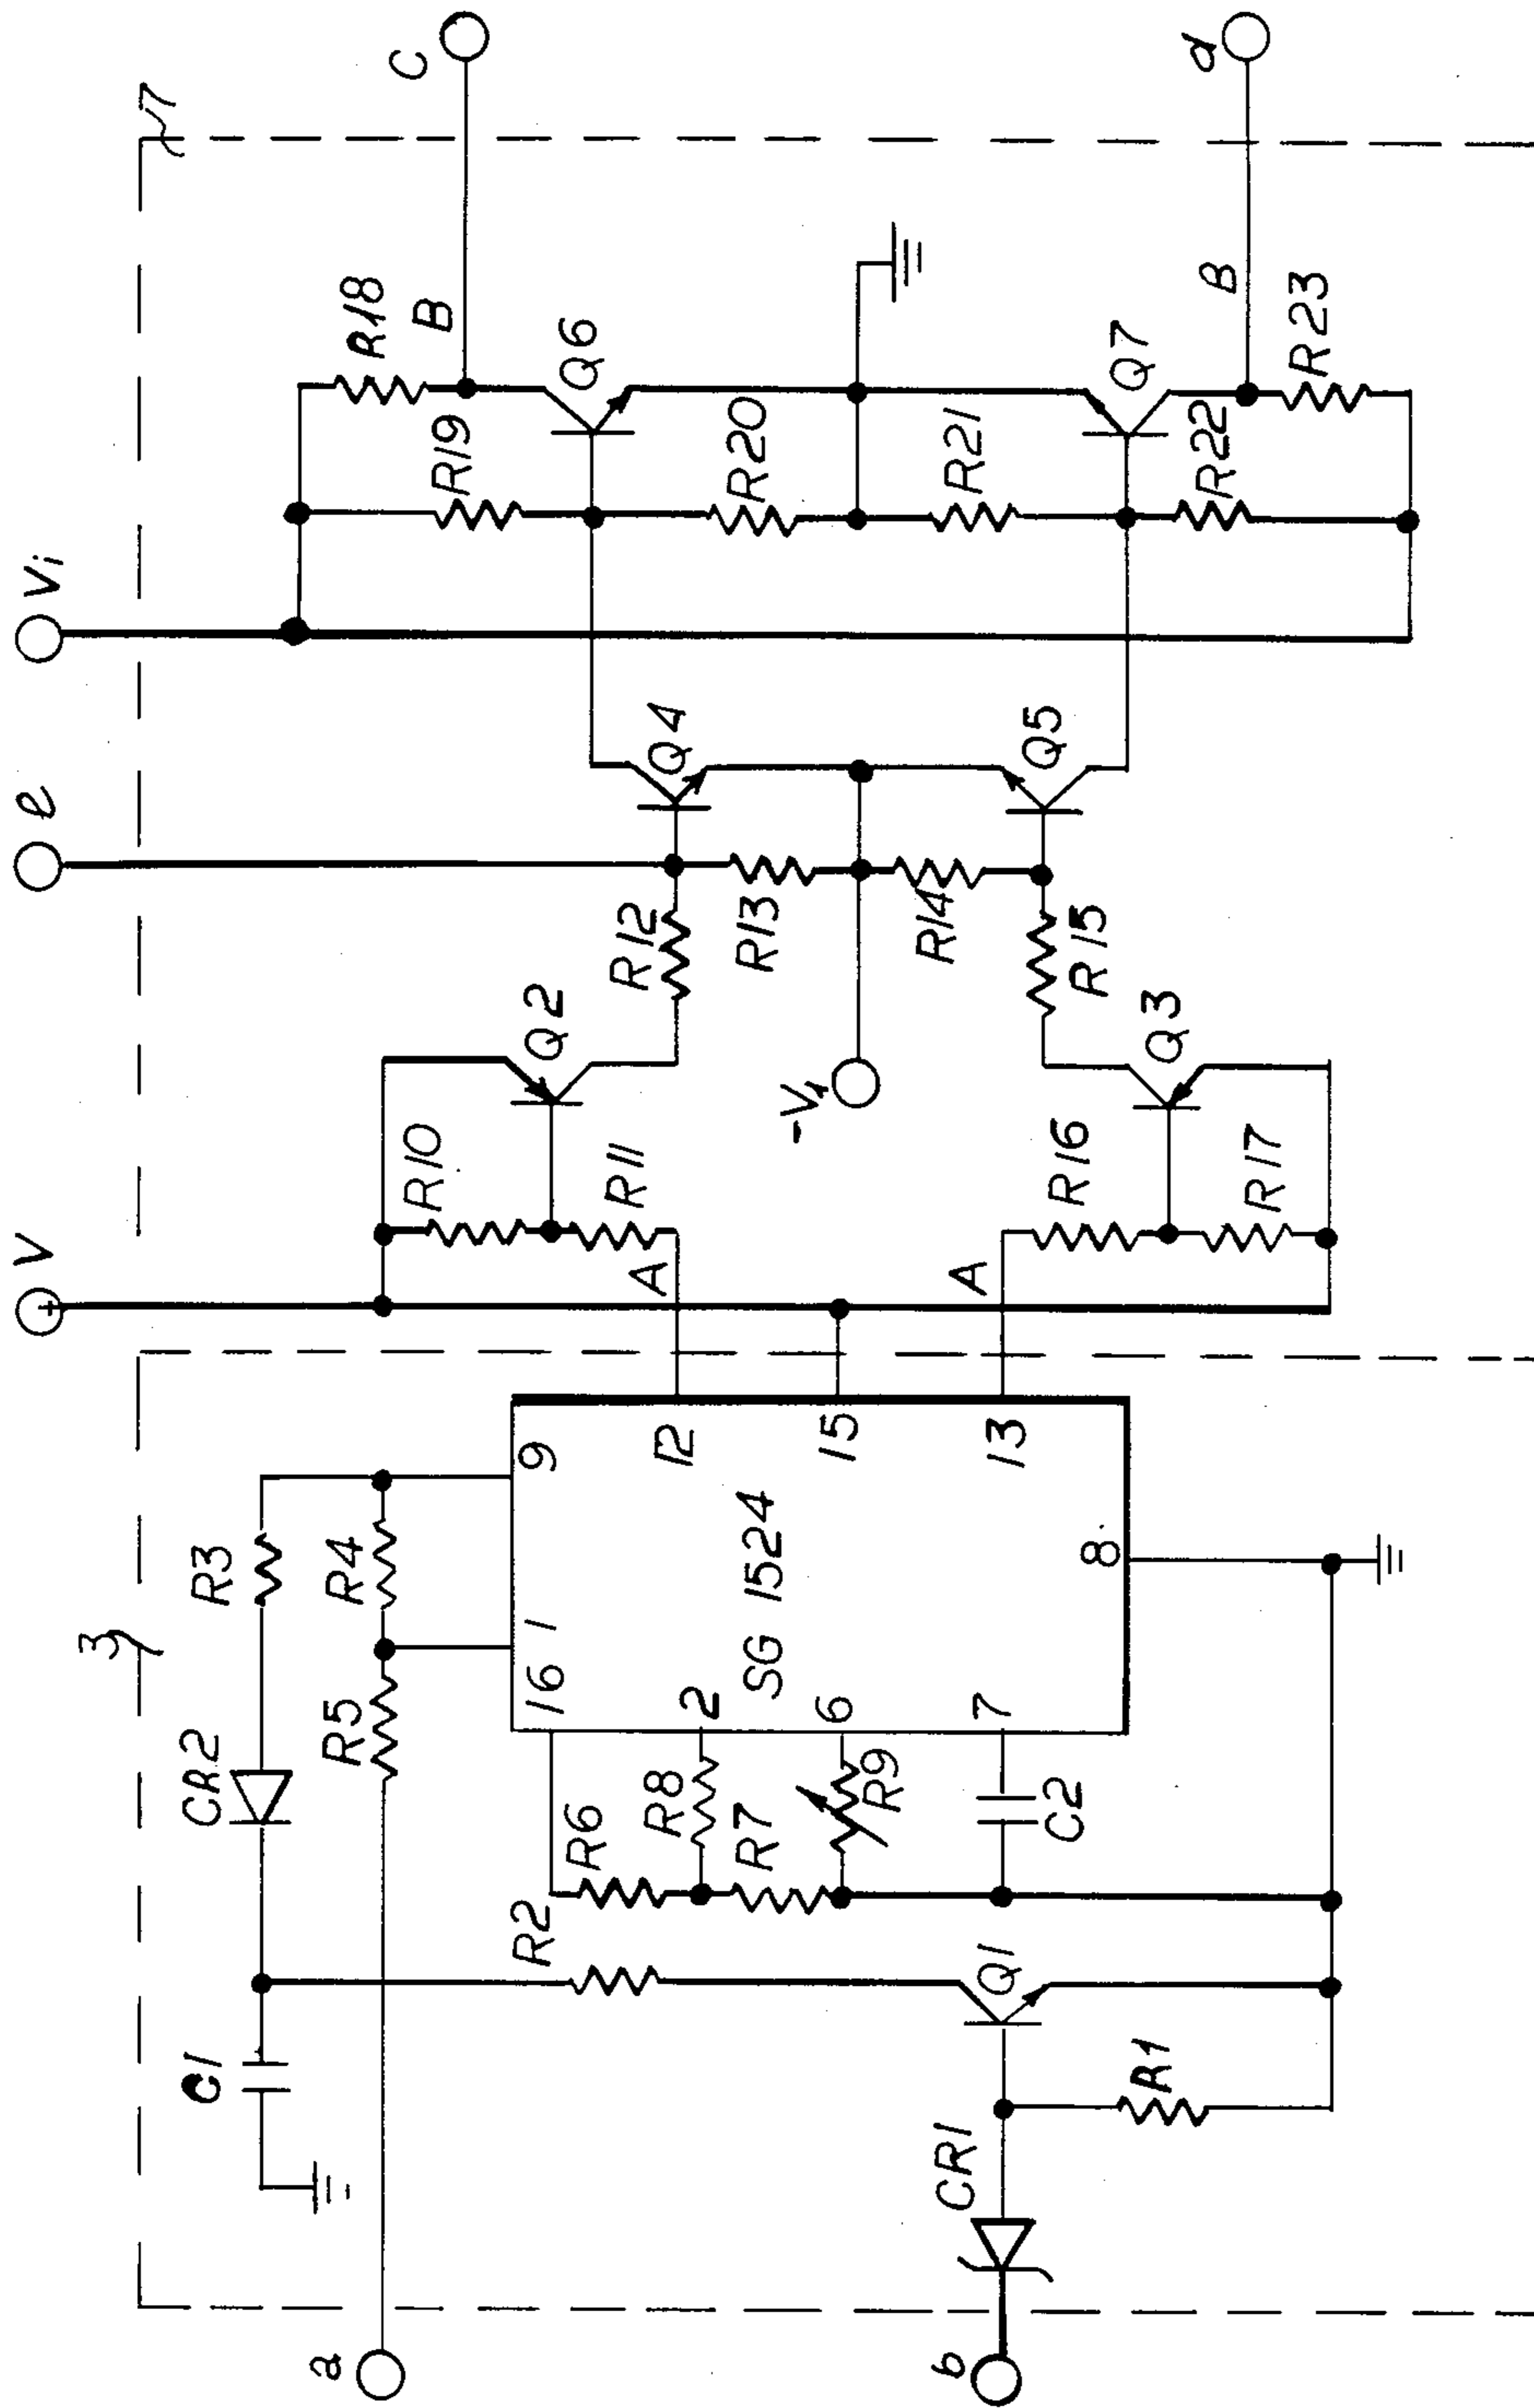 3
7
a
b
C1
CR2
R3
R5
R4
R2
R6
R8
R7
R9
C2
CR1
Q1
R1
16
1
9
2
6
7
SG 1524
12
15
13
8
+
V
A
A
R10
R11
Q2
R12
R16
R17
Q3
R15
-V1
e
R13
R14
Q4
Q5
Vi
R19
R18
B
Q6
R20
R21
Q7
R22
B
R23
C
d